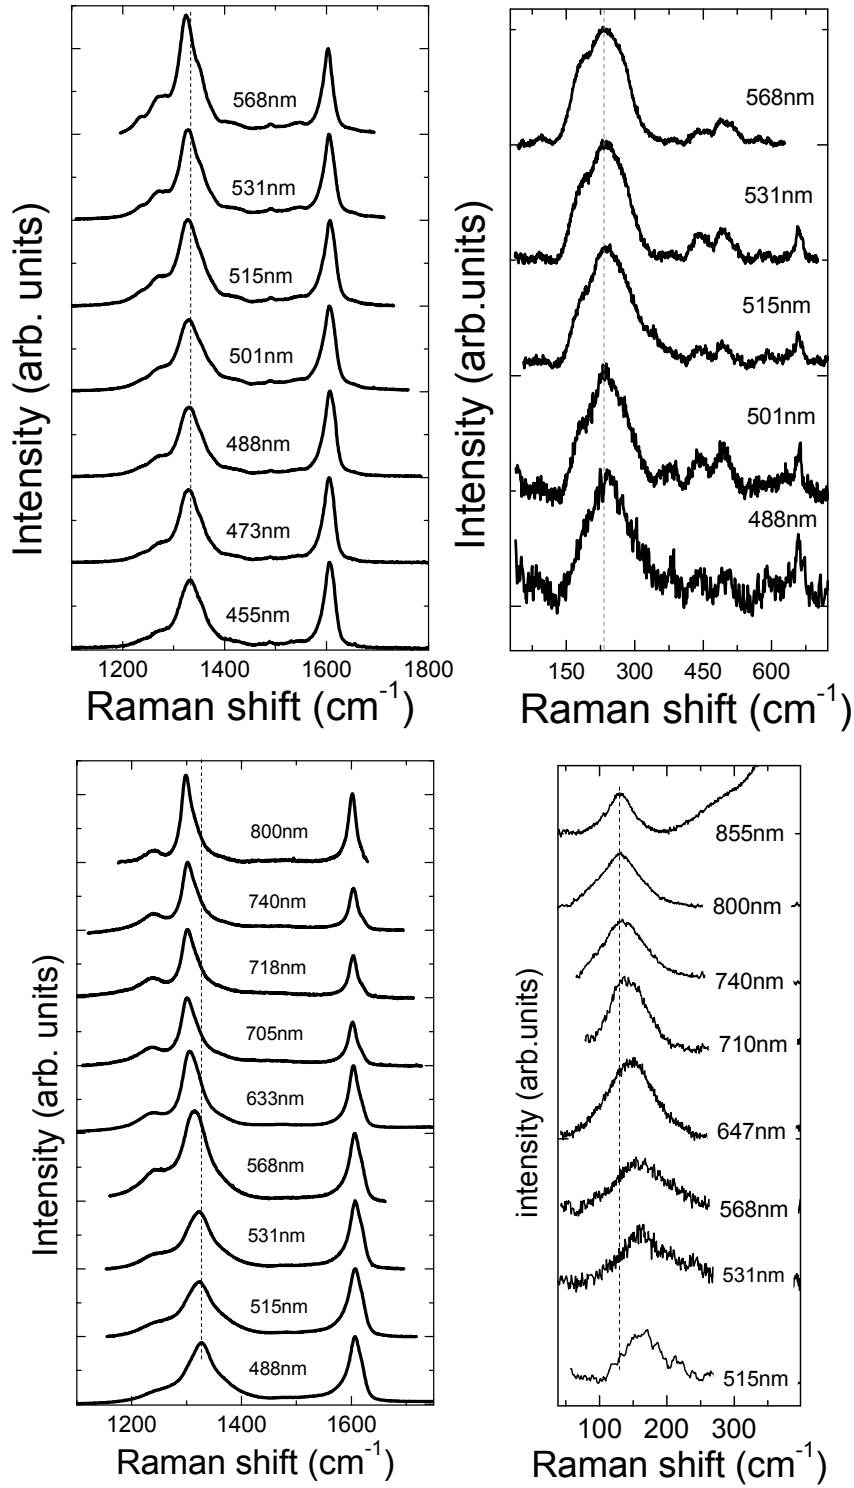 568nm
531nm
515nm
501nm
488nm
473nm
455nm
Intensity (arb. units)
1200 1400 1600 1800
Raman shift (cm⁻¹)
568nm
531nm
515nm
501nm
488nm
Intensity (arb.units)
150 300 450 600
Raman shift (cm⁻¹)
800nm
740nm
718nm
705nm
633nm
568nm
531nm
515nm
488nm
Intensity (arb. units)
1200 1400 1600
Raman shift (cm⁻¹)
855nm
800nm
740nm
710nm
647nm
568nm
531nm
515nm
intensity (arb.units)
100 200 300
Raman shift (cm⁻¹)